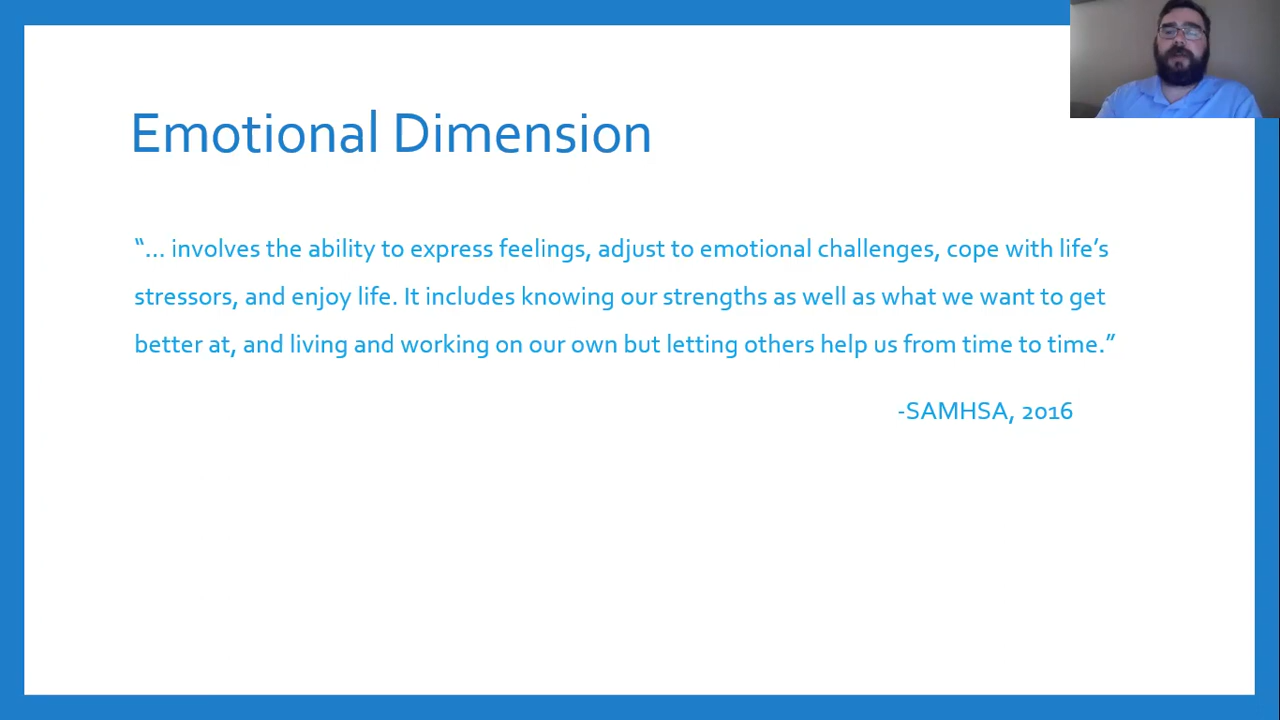 Emotional Dimension
“... involves the ability to express feelings, adjust to emotional challenges, cope with life’s
stressors, and enjoy life. It includes knowing our strengths as well as what we want to get
better at, and living and working on our own but letting others help us from time to time.”
-SAMHSA, 2016